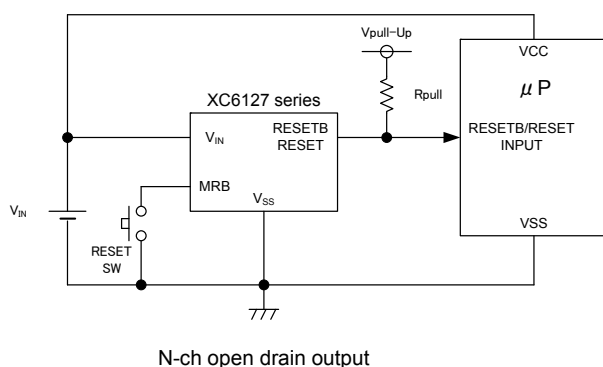 Vpull-Up
VCC
μP
XC6127 series
Rpull
VIN
RESETB
RESET
RESETB/RESET
INPUT
MRB
VSS
VIN
RESET
SW
VSS
N-ch open drain output